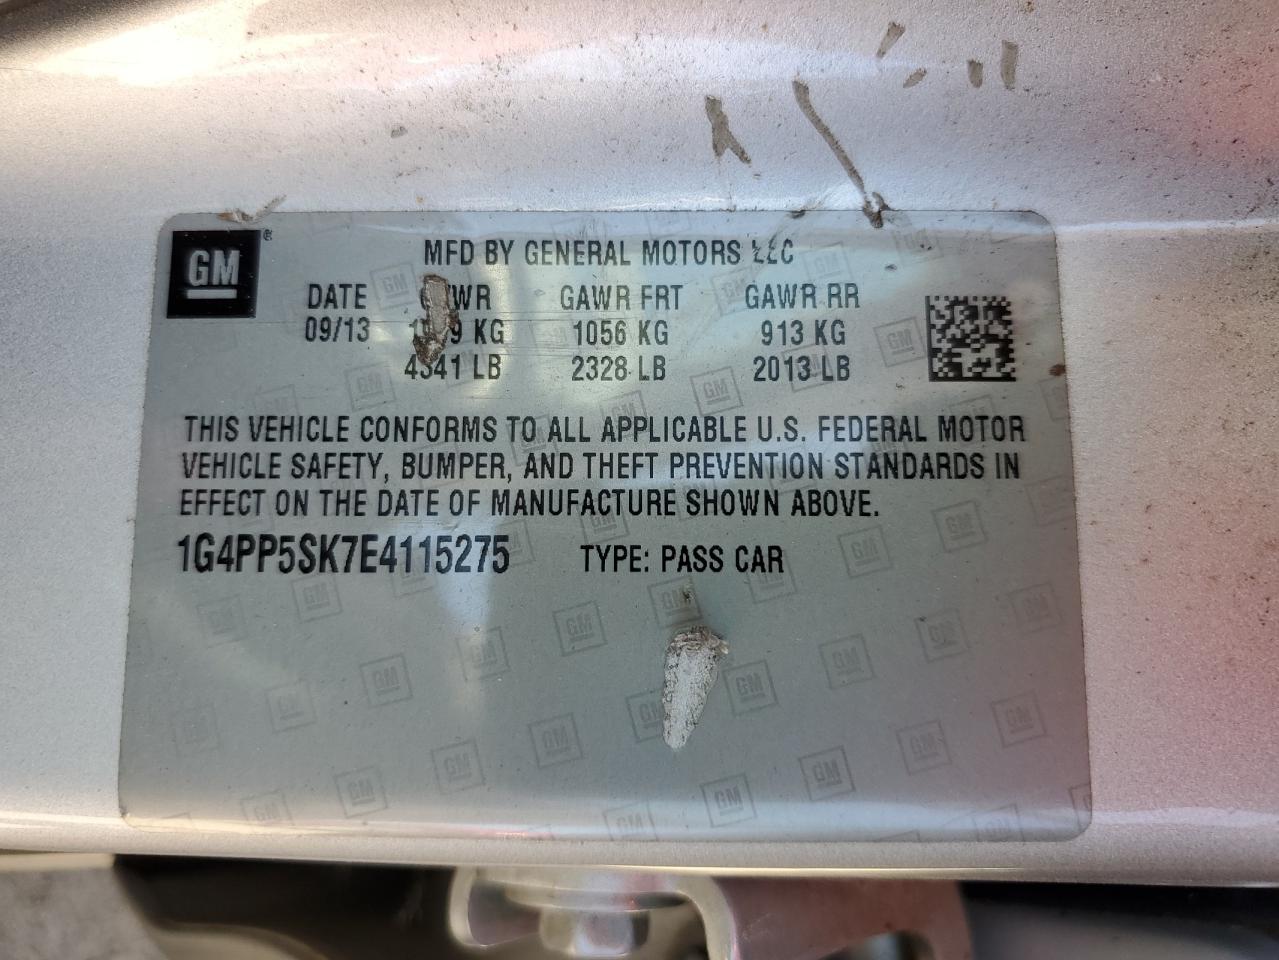 GM
MFD BY GENERAL MOTORS LLC
DATE GVWR GAWR FRT GAWR RR
09/13 KG 1056 KG 913 KG
4341 LB 2328 LB 2013 LB
THIS VEHICLE CONFORMS TO ALL APPLICABLE U.S. FEDERAL MOTOR
VEHICLE SAFETY, BUMPER, AND THEFT PREVENTION STANDARDS IN
EFFECT ON THE DATE OF MANUFACTURE SHOWN ABOVE.
1G4PP5SK7E4115275 TYPE: PASS CAR